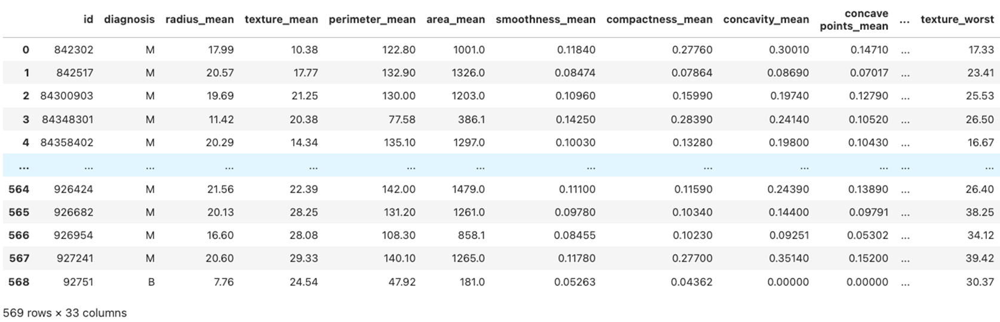 id diagnosis radius_mean texture_mean perimeter_mean area_mean smoothness_mean compactness_mean concavity_mean concave points_mean ... texture_worst
0 842302 M 17.99 10.38 122.80 1001.0 0.11840 0.27760 0.30010 0.14710 ... 17.33
1 842517 M 20.57 17.77 132.90 1326.0 0.08474 0.07864 0.08690 0.07017 ... 23.41
2 84300903 M 19.69 21.25 130.00 1203.0 0.10960 0.15990 0.19740 0.12790 ... 25.53
3 84348301 M 11.42 20.38 77.58 386.1 0.14250 0.28390 0.24140 0.10520 ... 26.50
4 84358402 M 20.29 14.34 135.10 1297.0 0.10030 0.13280 0.19800 0.10430 ... 16.67
... ... ... ... ... ... ... ... ... ... ... ... ...
564 926424 M 21.56 22.39 142.00 1479.0 0.11100 0.11590 0.24390 0.13890 ... 26.40
565 926682 M 20.13 28.25 131.20 1261.0 0.09780 0.10340 0.14400 0.09791 ... 38.25
566 926954 M 16.60 28.08 108.30 858.1 0.08455 0.10230 0.09251 0.05302 ... 34.12
567 927241 M 20.60 29.33 140.10 1265.0 0.11780 0.27700 0.35140 0.15200 ... 39.42
568 92751 B 7.76 24.54 47.92 181.0 0.05263 0.04362 0.00000 0.00000 ... 30.37
569 rows × 33 columns